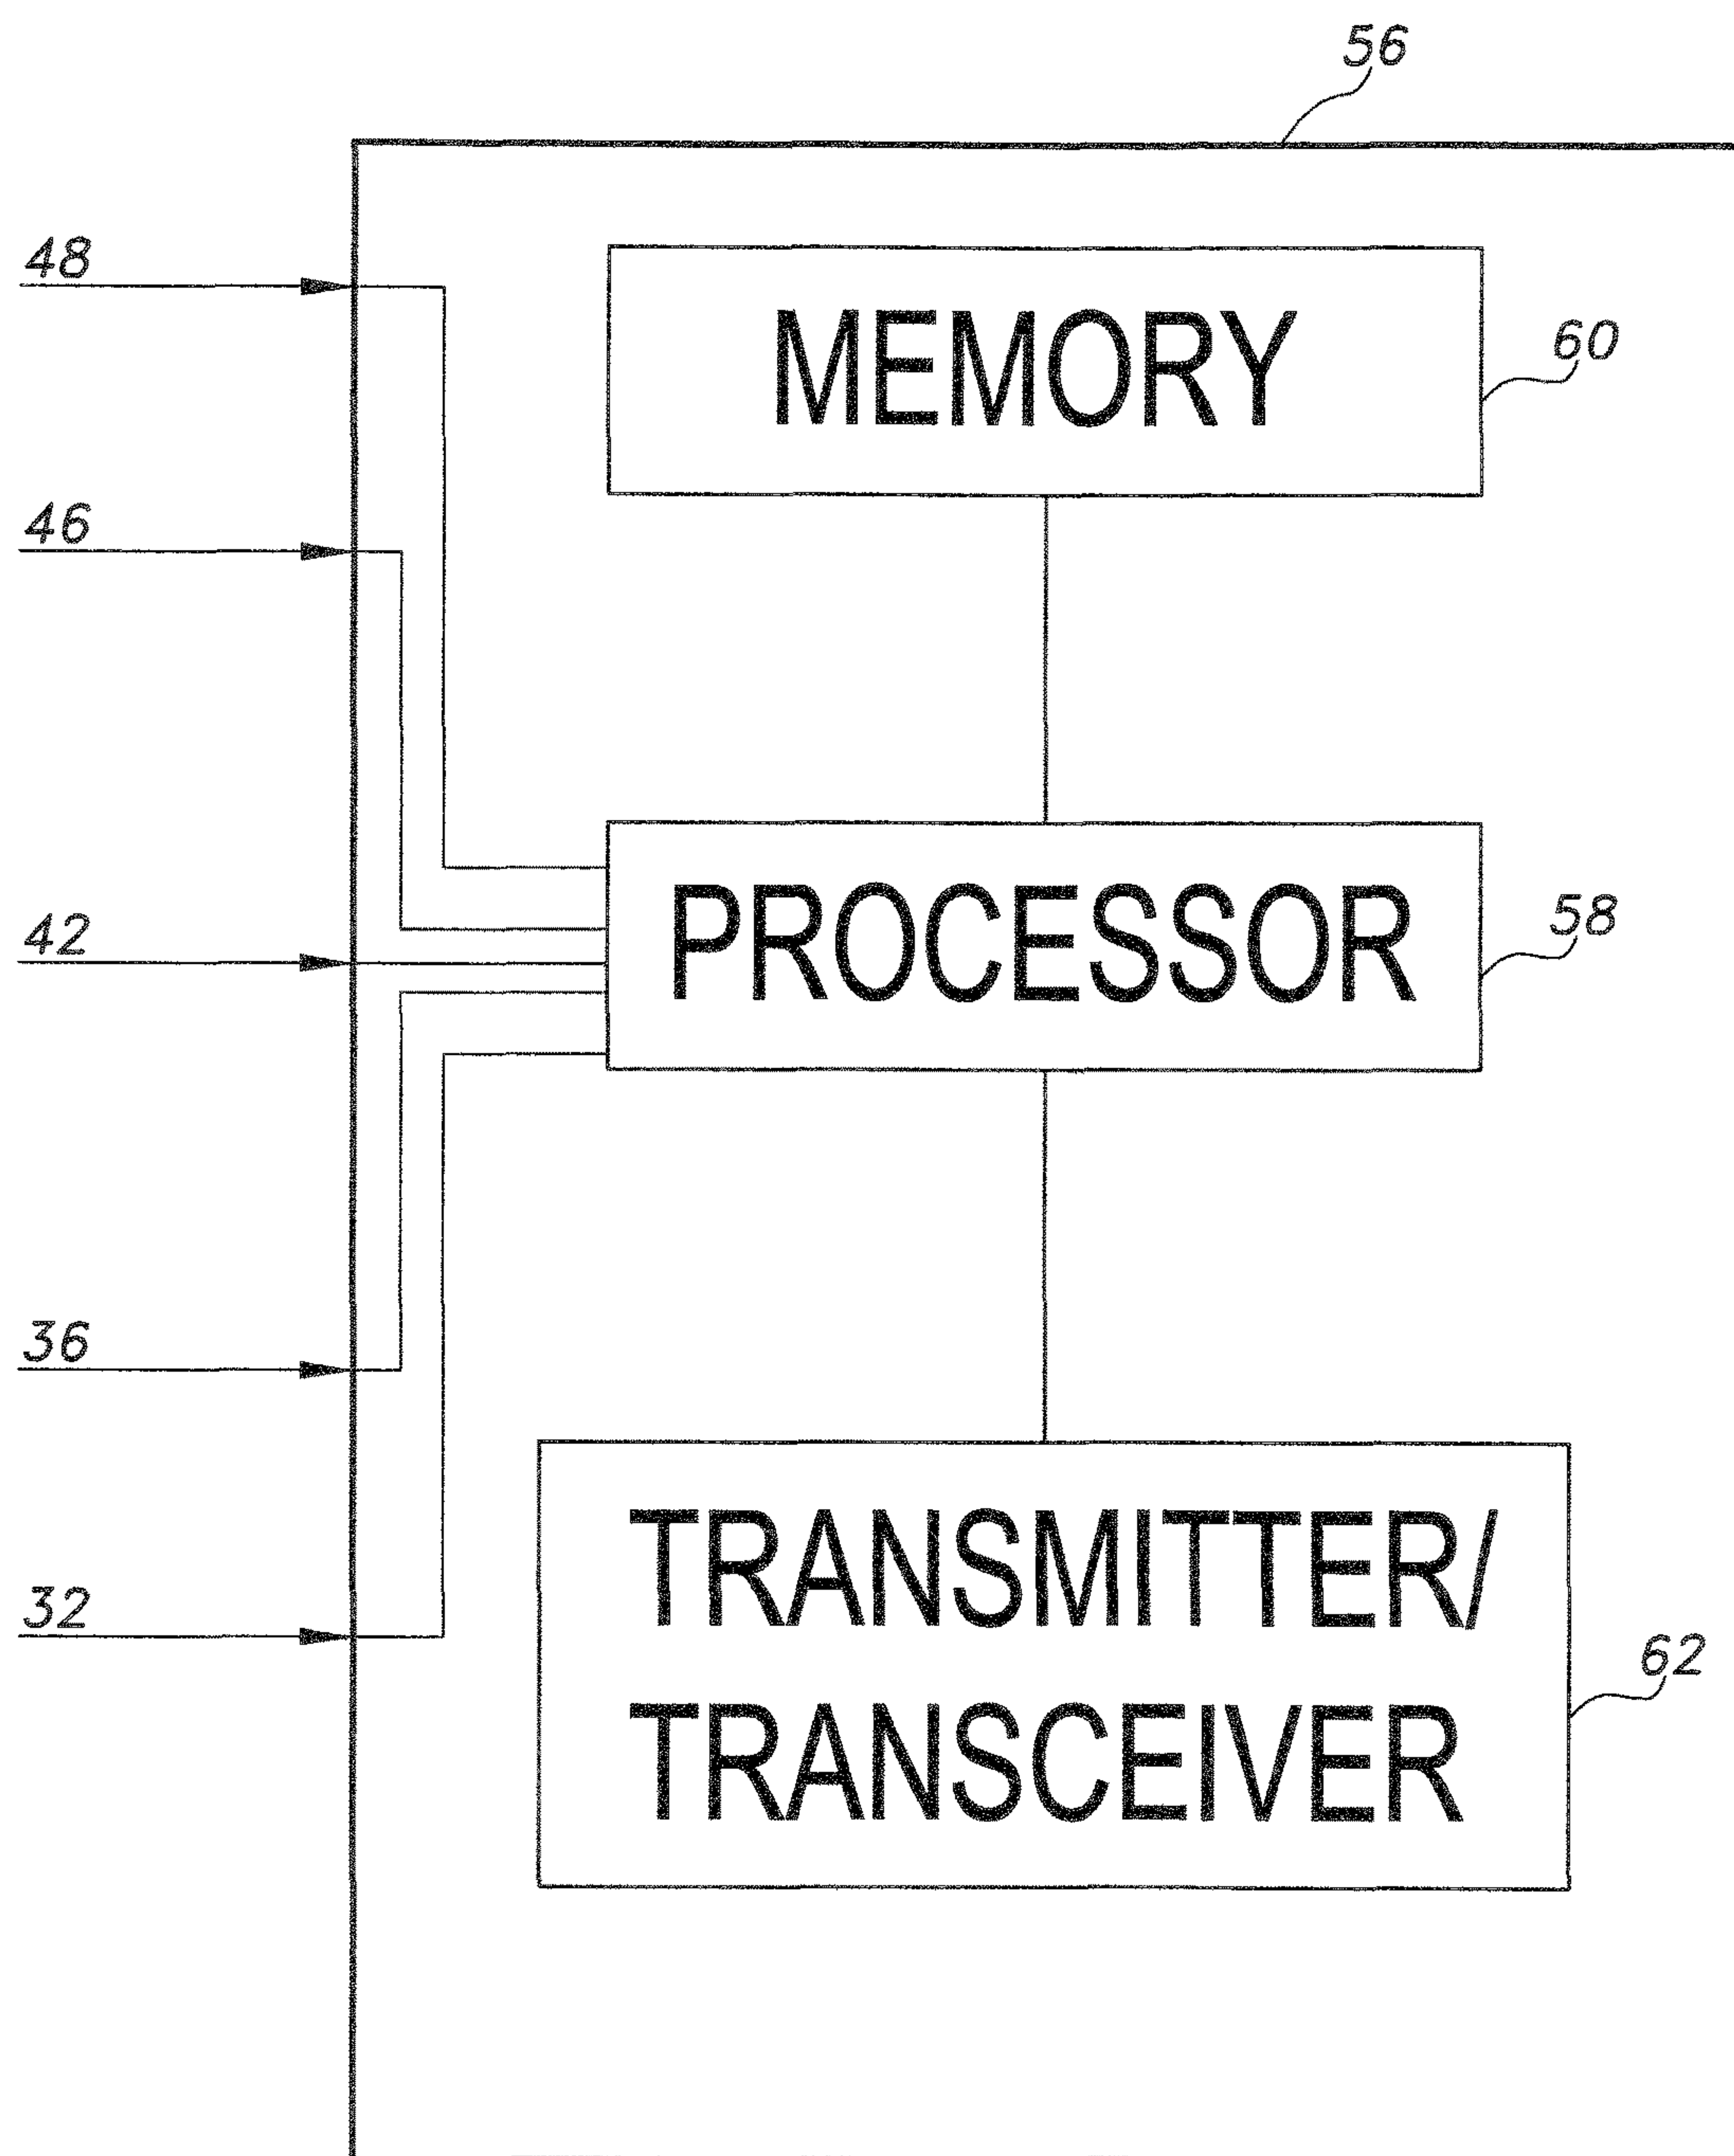 56
48
MEMORY
60
46
PROCESSOR
58
42
36
TRANSMITTER/
TRANSCEIVER
32
62